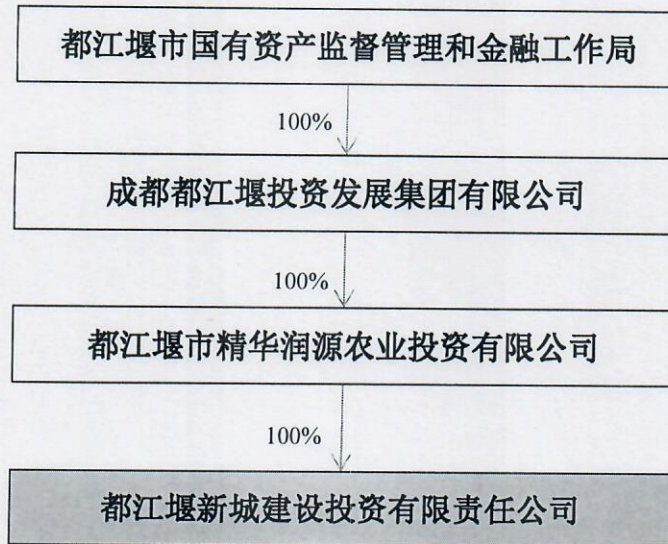 都江堰市国有资产监督管理和金融工作局
100%
成都都江堰投资发展集团有限公司
100%
都江堰市精华润源农业投资有限公司
100%
都江堰新城建设投资有限责任公司